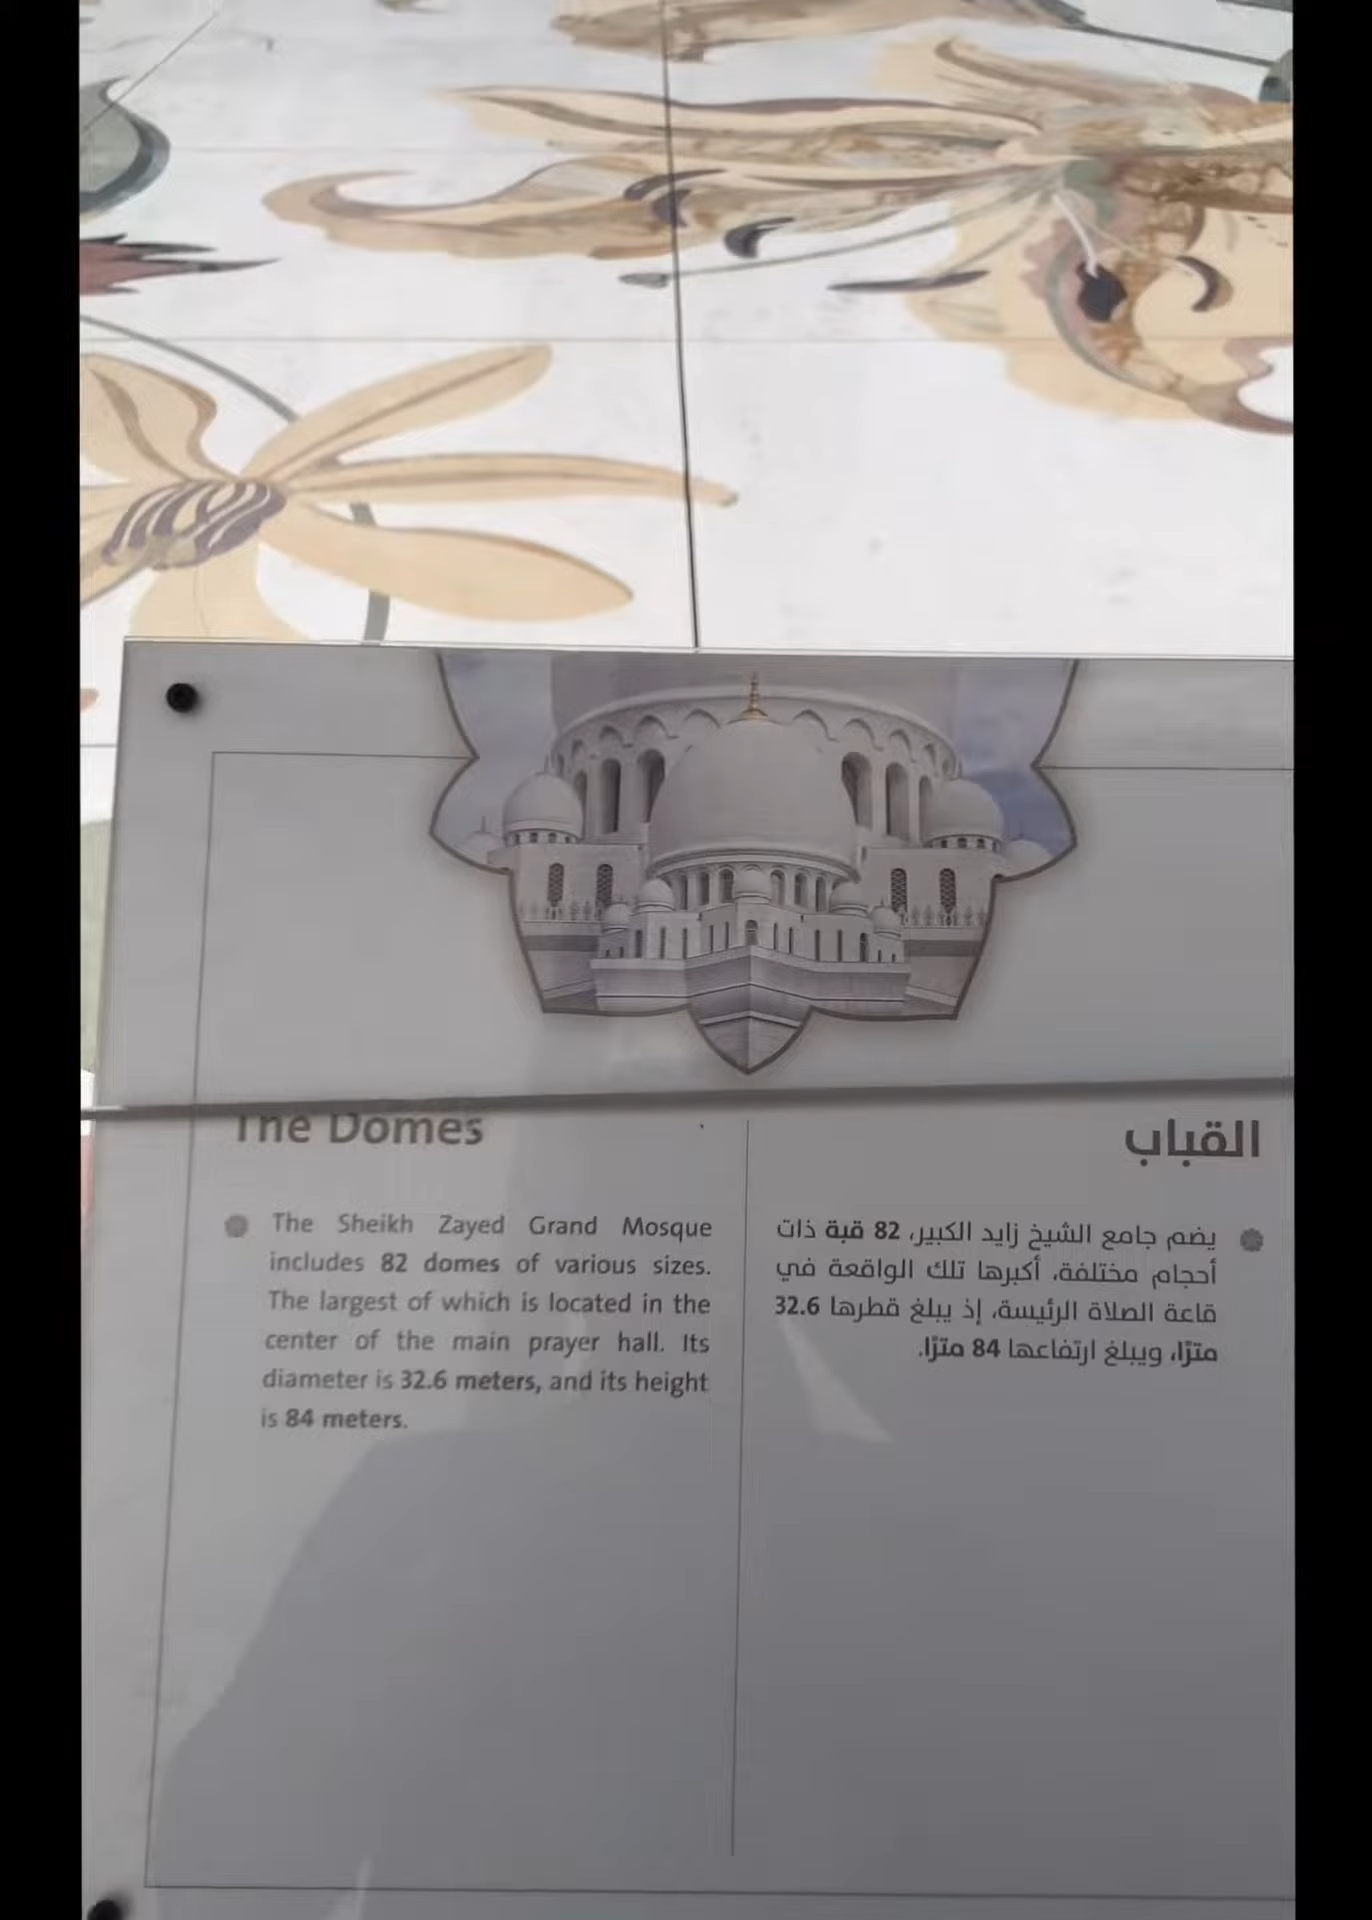 The Domes
The Sheikh Zayed Grand Mosque
includes 82 domes of various sizes.
The largest of which is located in the
center of the main prayer hall. Its
diameter is 32.6 meters, and its height
is 84 meters.
القباب
يضم جامع الشيخ زايد الكبير، 82 قبة ذات
أحجام مختلفة، أكبرها تلك الواقعة في
قاعة الصلاة الرئيسة، إذ يبلغ قطرها 32.6
مترًا، ويبلغ ارتفاعها 84 مترًا.